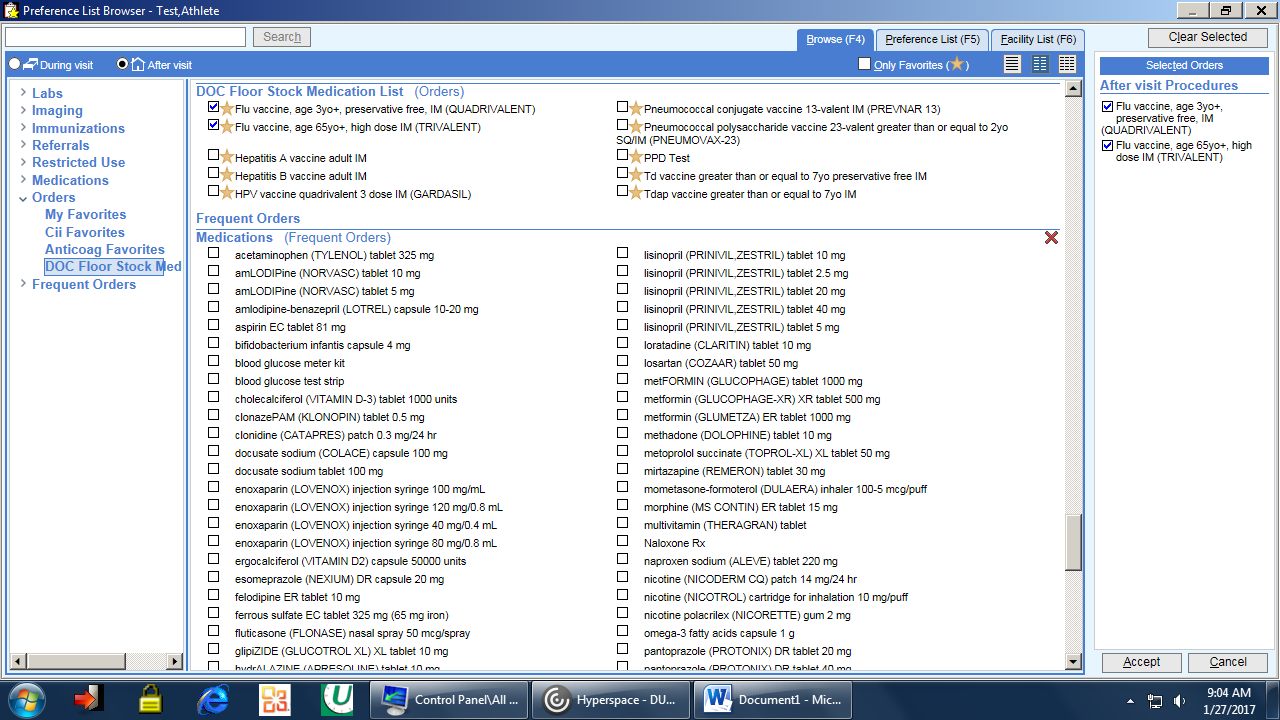 Preference List Browser - Test,Athlete
Search
Browse (F4)
Preference List (F5)
Facility List (F6)
Clear Selected
During visit
After visit
Only Favorites ( )
Labs
Imaging
Immunizations
Referrals
Restricted Use
Medications
Orders
My Favorites
Cii Favorites
Anticoag Favorites
DOC Floor Stock Med
Frequent Orders
DOC Floor Stock Medication List (Orders)
Flu vaccine, age 3yo+, preservative free, IM (QUADRIVALENT)
Flu vaccine, age 65yo+, high dose IM (TRIVALENT)
Hepatitis A vaccine adult IM
Hepatitis B vaccine adult IM
HPV vaccine quadrivalent 3 dose IM (GARDASIL)
Pneumococcal conjugate vaccine 13-valent IM (PREVNAR 13)
Pneumococcal polysaccharide vaccine 23-valent greater than or equal to 2yo
SQ/IM (PNEUMOVAX-23)
PPD Test
Td vaccine greater than or equal to 7yo preservative free IM
Tdap vaccine greater than or equal to 7yo IM
Frequent Orders
Medications (Frequent Orders)
acetaminophen (TYLENOL) tablet 325 mg
amLODIPine (NORVASC) tablet 10 mg
amLODIPine (NORVASC) tablet 5 mg
amlodipine-benazepril (LOTREL) capsule 10-20 mg
aspirin EC tablet 81 mg
bifidobacterium infantis capsule 4 mg
blood glucose meter kit
blood glucose test strip
cholecalciferol (VITAMIN D-3) tablet 1000 units
clonazePAM (KLONOPIN) tablet 0.5 mg
clonidine (CATAPRES) patch 0.3 mg/24 hr
docusate sodium (COLACE) capsule 100 mg
docusate sodium tablet 100 mg
enoxaparin (LOVENOX) injection syringe 100 mg/mL
enoxaparin (LOVENOX) injection syringe 120 mg/0.8 mL
enoxaparin (LOVENOX) injection syringe 40 mg/0.4 mL
enoxaparin (LOVENOX) injection syringe 80 mg/0.8 mL
ergocalciferol (VITAMIN D2) capsule 50000 units
esomeprazole (NEXIUM) DR capsule 20 mg
felodipine ER tablet 10 mg
ferrous sulfate EC tablet 325 mg (65 mg iron)
fluticasone (FLONASE) nasal spray 50 mcg/spray
glipiZIDE (GLUCOTROL XL) XL tablet 10 mg
hydrALAZINE (APRESOLINE) tablet 10 mg
lisinopril (PRINIVIL,ZESTRIL) tablet 10 mg
lisinopril (PRINIVIL,ZESTRIL) tablet 2.5 mg
lisinopril (PRINIVIL,ZESTRIL) tablet 20 mg
lisinopril (PRINIVIL,ZESTRIL) tablet 40 mg
lisinopril (PRINIVIL,ZESTRIL) tablet 5 mg
loratadine (CLARITIN) tablet 10 mg
losartan (COZAAR) tablet 50 mg
metFORMIN (GLUCOPHAGE) tablet 1000 mg
metformin (GLUCOPHAGE-XR) XR tablet 500 mg
metformin (GLUMETZA) ER tablet 1000 mg
methadone (DOLOPHINE) tablet 10 mg
metoprolol succinate (TOPROL-XL) XL tablet 50 mg
mirtazapine (REMERON) tablet 30 mg
mometasone-formoterol (DULAERA) inhaler 100-5 mcg/puff
morphine (MS CONTIN) ER tablet 15 mg
multivitamin (THERAGRAN) tablet
Naloxone Rx
naproxen sodium (ALEVE) tablet 220 mg
nicotine (NICODERM CQ) patch 14 mg/24 hr
nicotine (NICOTROL) cartridge for inhalation 10 mg/puff
nicotine polacrilex (NICORETTE) gum 2 mg
omega-3 fatty acids capsule 1 g
pantoprazole (PROTONIX) DR tablet 20 mg
pantoprazole (PROTONIX) DR tablet 40 mg
Selected Orders
After visit Procedures
Flu vaccine, age 3yo+,
preservative free, IM
(QUADRIVALENT)
Flu vaccine, age 65yo+, high
dose IM (TRIVALENT)
Accept
Cancel
Control Panel\All ...
Hyperspace - DU...
Document1 - Mic...
9:04 AM
1/27/2017